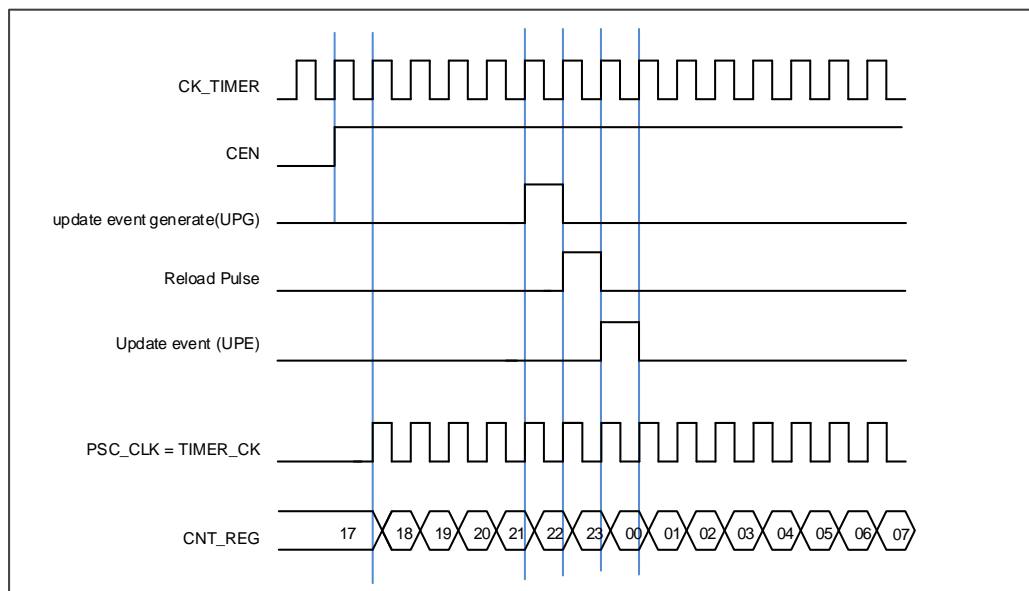 CK_TIMER
CEN
update event generate(UPG)
Reload Pulse
Update event (UPE)
PSC_CLK = TIMER_CK
CNT_REG 17 18 19 20 21 22 23 00 01 02 03 04 05 06 07